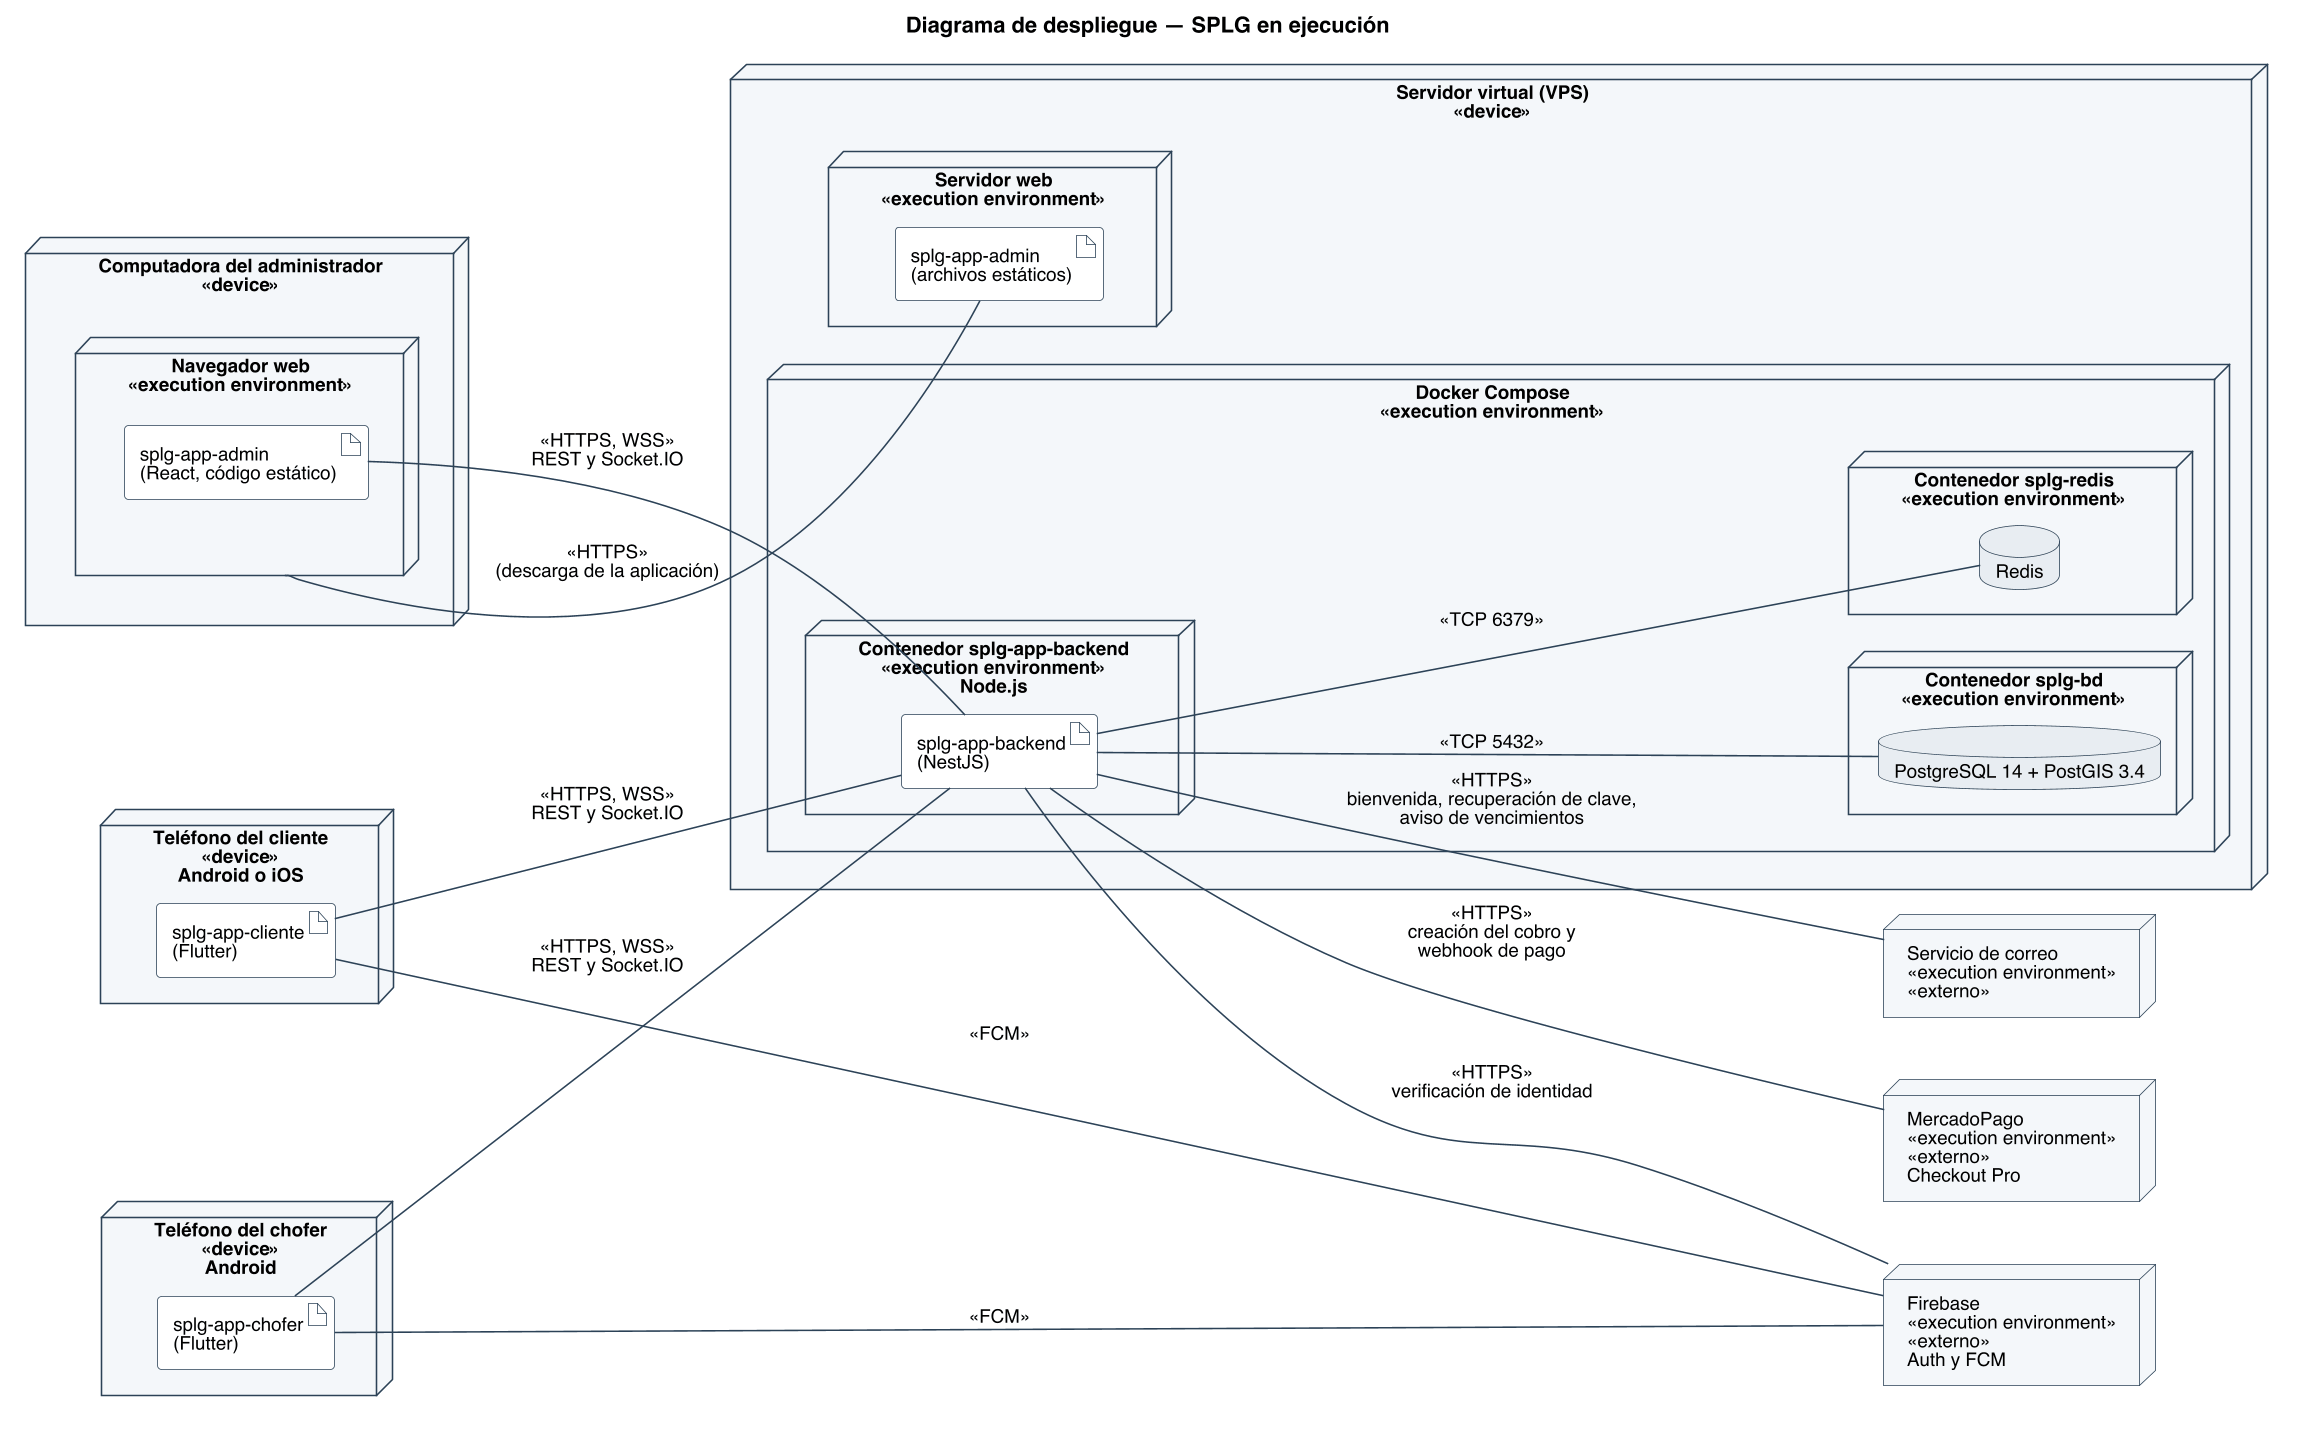 Diagrama de despliegue — SPLG en ejecución
Servidor virtual (VPS)
«device»
Servidor web
«execution environment»
splg-app-admin
(archivos estáticos)
Computadora del administrador
«device»
Navegador web
«execution environment»
splg-app-admin
(React, código estático)
«HTTPS, WSS»
REST y Socket.IO
«HTTPS»
(descarga de la aplicación)
Docker Compose
«execution environment»
Contenedor splg-redis
«execution environment»
Redis
«TCP 6379»
Contenedor splg-app-backend
«execution environment»
Node.js
splg-app-backend
(NestJS)
Contenedor splg-bd
«execution environment»
PostgreSQL 14 + PostGIS 3.4
«TCP 5432»
«HTTPS»
bienvenida, recuperación de clave,
aviso de vencimientos
«HTTPS, WSS»
REST y Socket.IO
Teléfono del cliente
«device»
Android o iOS
splg-app-cliente
(Flutter)
«HTTPS, WSS»
REST y Socket.IO
«HTTPS»
creación del cobro y
webhook de pago
Servicio de correo
«execution environment»
«externo»
«FCM»
«HTTPS»
verificación de identidad
MercadoPago
«execution environment»
«externo»
Checkout Pro
Teléfono del chofer
«device»
Android
splg-app-chofer
(Flutter)
«FCM»
Firebase
«execution environment»
«externo»
Auth y FCM